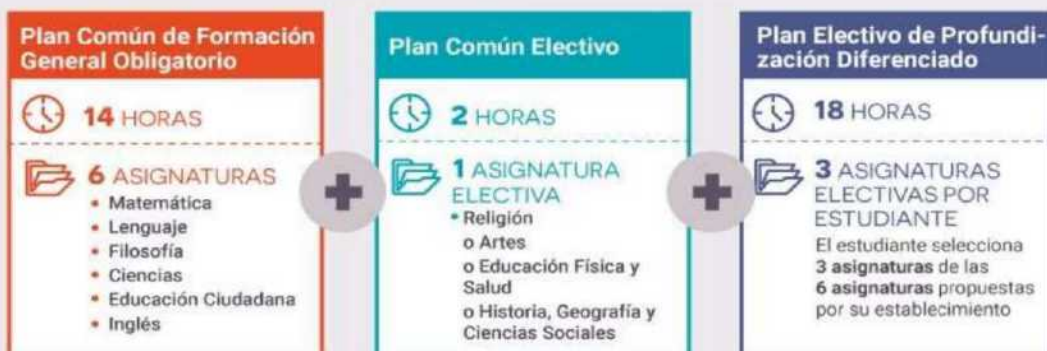 Plan Común de Formación
General Obligatorio
14 HORAS
6 ASIGNATURAS
• Matemática
• Lenguaje
• Filosofía
• Ciencias
• Educación Ciudadana
• Inglés
+
Plan Común Electivo
2 HORAS
1 ASIGNATURA
ELECTIVA
• Religión
o Artes
o Educación Física y
Salud
o Historia, Geografía y
Ciencias Sociales
+
Plan Electivo de Profundi-
zación Diferenciado
18 HORAS
3 ASIGNATURAS
ELECTIVAS POR
ESTUDIANTE
El estudiante selecciona
3 asignaturas de las
6 asignaturas propuestas
por su establecimiento